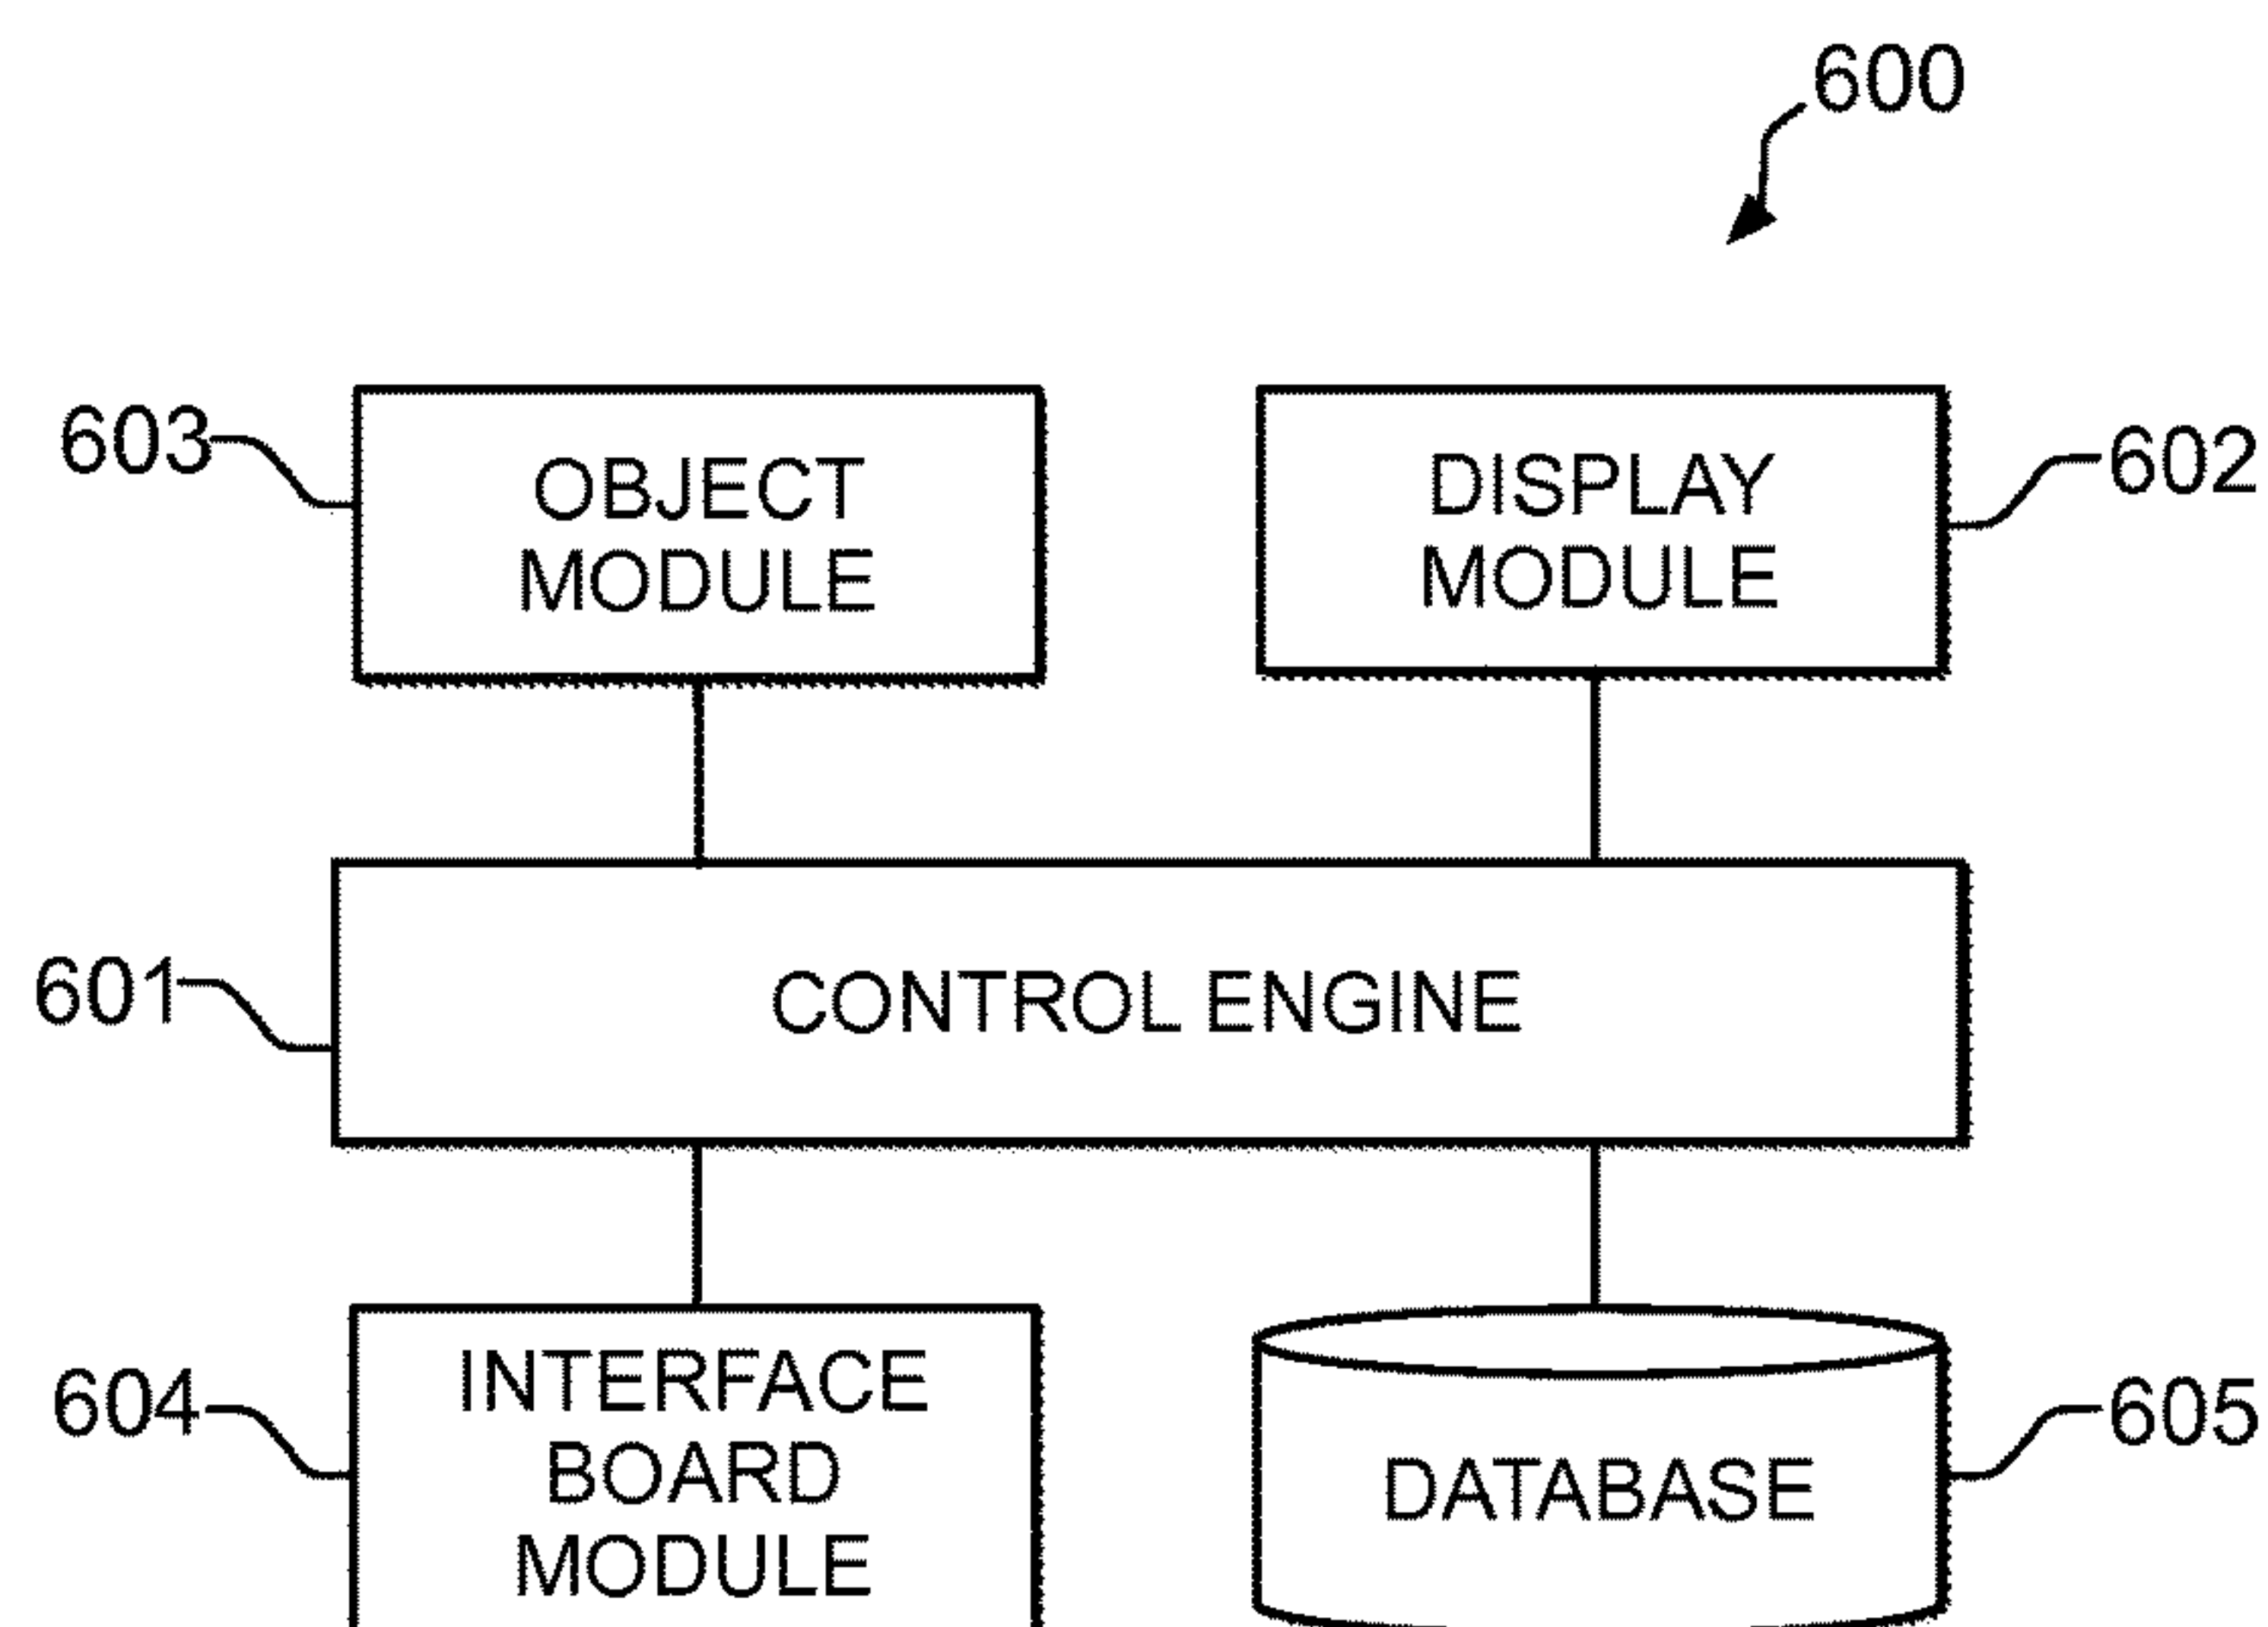 600
603
OBJECT
MODULE
DISPLAY
MODULE
602
601
CONTROL ENGINE
604
INTERFACE
BOARD
MODULE
DATABASE
605